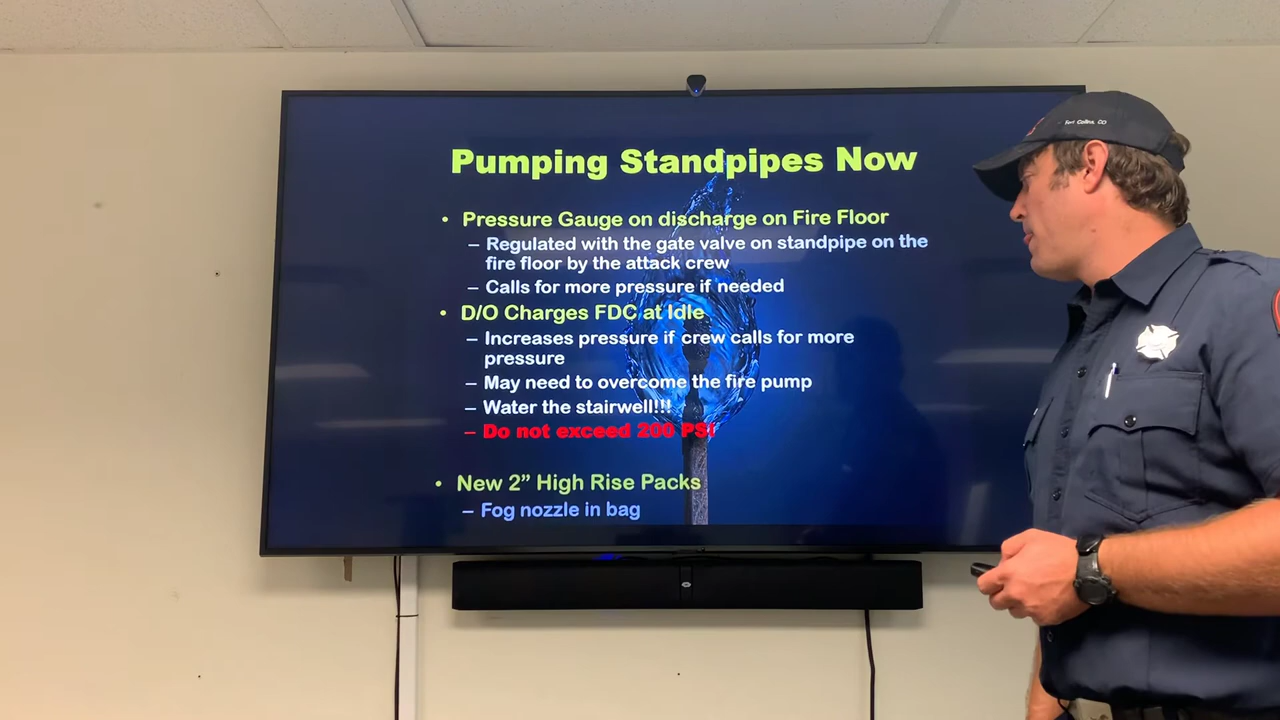 Pumping Standpipes Now
• Pressure Gauge on discharge on Fire Floor
– Regulated with the gate valve on standpipe on the
fire floor by the attack crew
– Calls for more pressure if needed
• D/O Charges FDC at Idle
– Increases pressure if crew calls for more
pressure
– May need to overcome the fire pump
– Water the stairwell!!!
– Do not exceed 200 PSI
• New 2” High Rise Packs
– Fog nozzle in bag
Fort Collins, CO